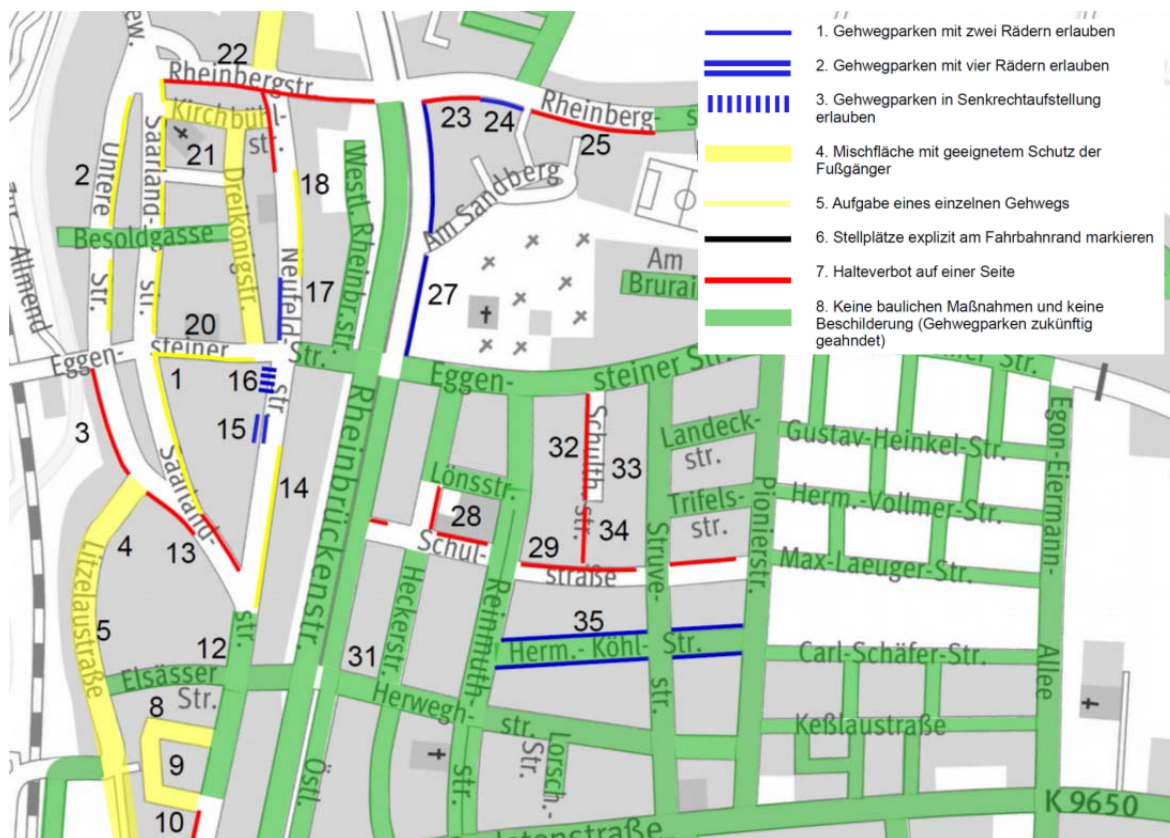 1. Gehwegparken mit zwei Rädern erlauben
2. Gehwegparken mit vier Rädern erlauben
3. Gehwegparken in Senkrechtaufstellung
erlauben
4. Mischfläche mit geeignetem Schutz der
Fußgänger
5. Aufgabe eines einzelnen Gehwegs
6. Stellplätze explizit am Fahrbahnrand markieren
7. Halteverbot auf einer Seite
8. Keine baulichen Maßnahmen und keine
Beschilderung (Gehwegparken zukünftig
geahndet)
ew.
22
Rheinbergstr.
Kirchbühl-
str.
21
23
24
Rheinberg-
25
2
Untere
Str.
Saarland-
str.
18
Dreikönigstr.
Westl. Rheinbr.str.
Am Sandberg
Besoldgasse
Zur Allmend
Neufeld-
str.
17
27
Am
Brurai
20
Eggen-
steiner
Str.
Eggen-
steiner Str.
1
16
15
3
Saarland-
str.
14
Rheinbrückenstr.
32
Schulth.
str.
33
34
Landeck-
str.
Trifels-
str.
Gustav-Heinkel-Str.
Herm.-Vollmer-Str.
Max-Laeuger-Str.
Pionierstr.
Egon-Eiermann-
Allee
Lönsstr.
28
Schul-
straße
29
4
13
Litzelaustraße
5
12
Heckerstr.
Reinmuth-
str.
Struve-
str.
35
Herm.- Köhl- Str.
Carl-Schäfer-Str.
Keßlaustraße
31
Elsässer
Str.
Herwegh-
str.
Lorsch.-
Str.
8
9
10
Östl.
K 9650